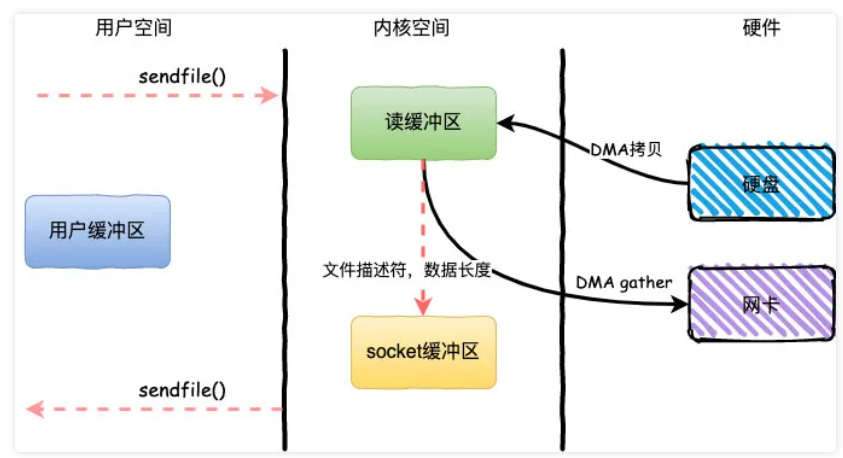 用户空间
内核空间
硬件
sendfile()
读缓冲区
DMA拷贝
硬盘
用户缓冲区
文件描述符，数据长度
DMA gather
网卡
socket缓冲区
sendfile()